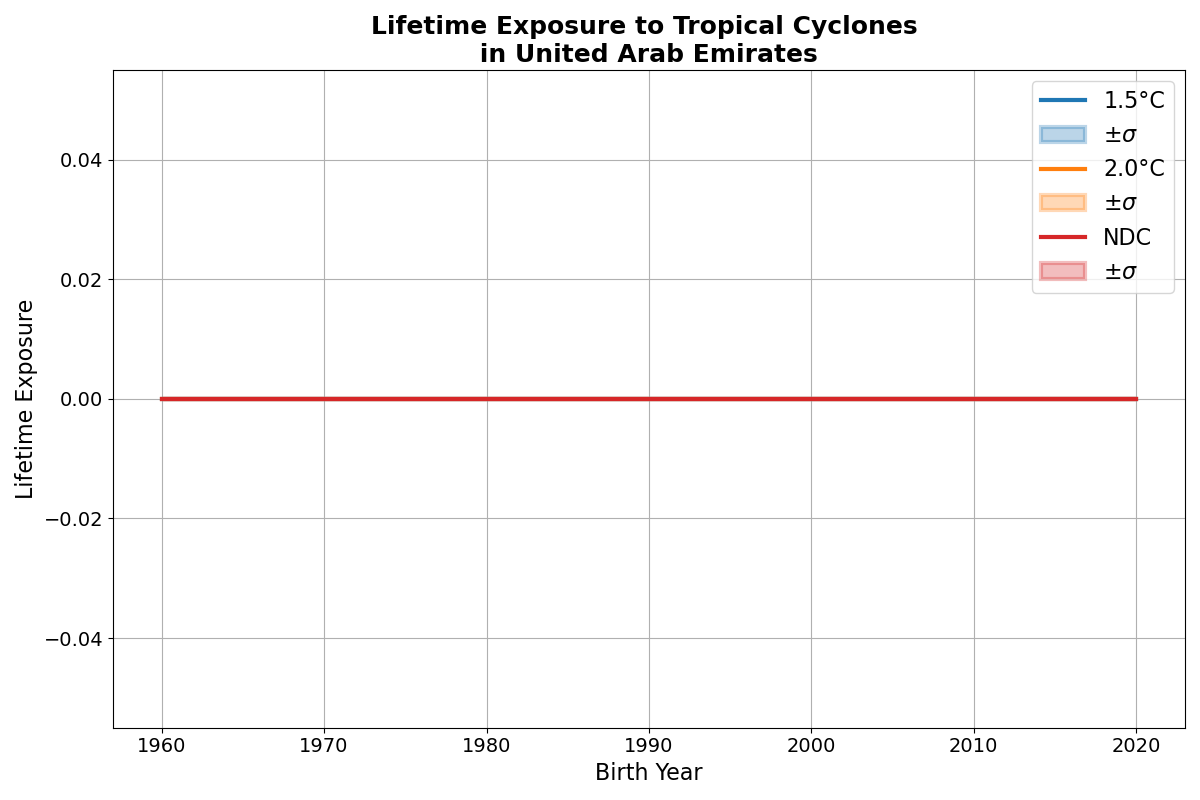 Lifetime Exposure to Tropical Cyclones
in United Arab Emirates
1.5°C
±σ
2.0°C
±σ
NDC
±σ
Lifetime Exposure
0.04
0.02
0.00
−0.02
−0.04
1960 1970 1980 1990 2000 2010 2020
Birth Year